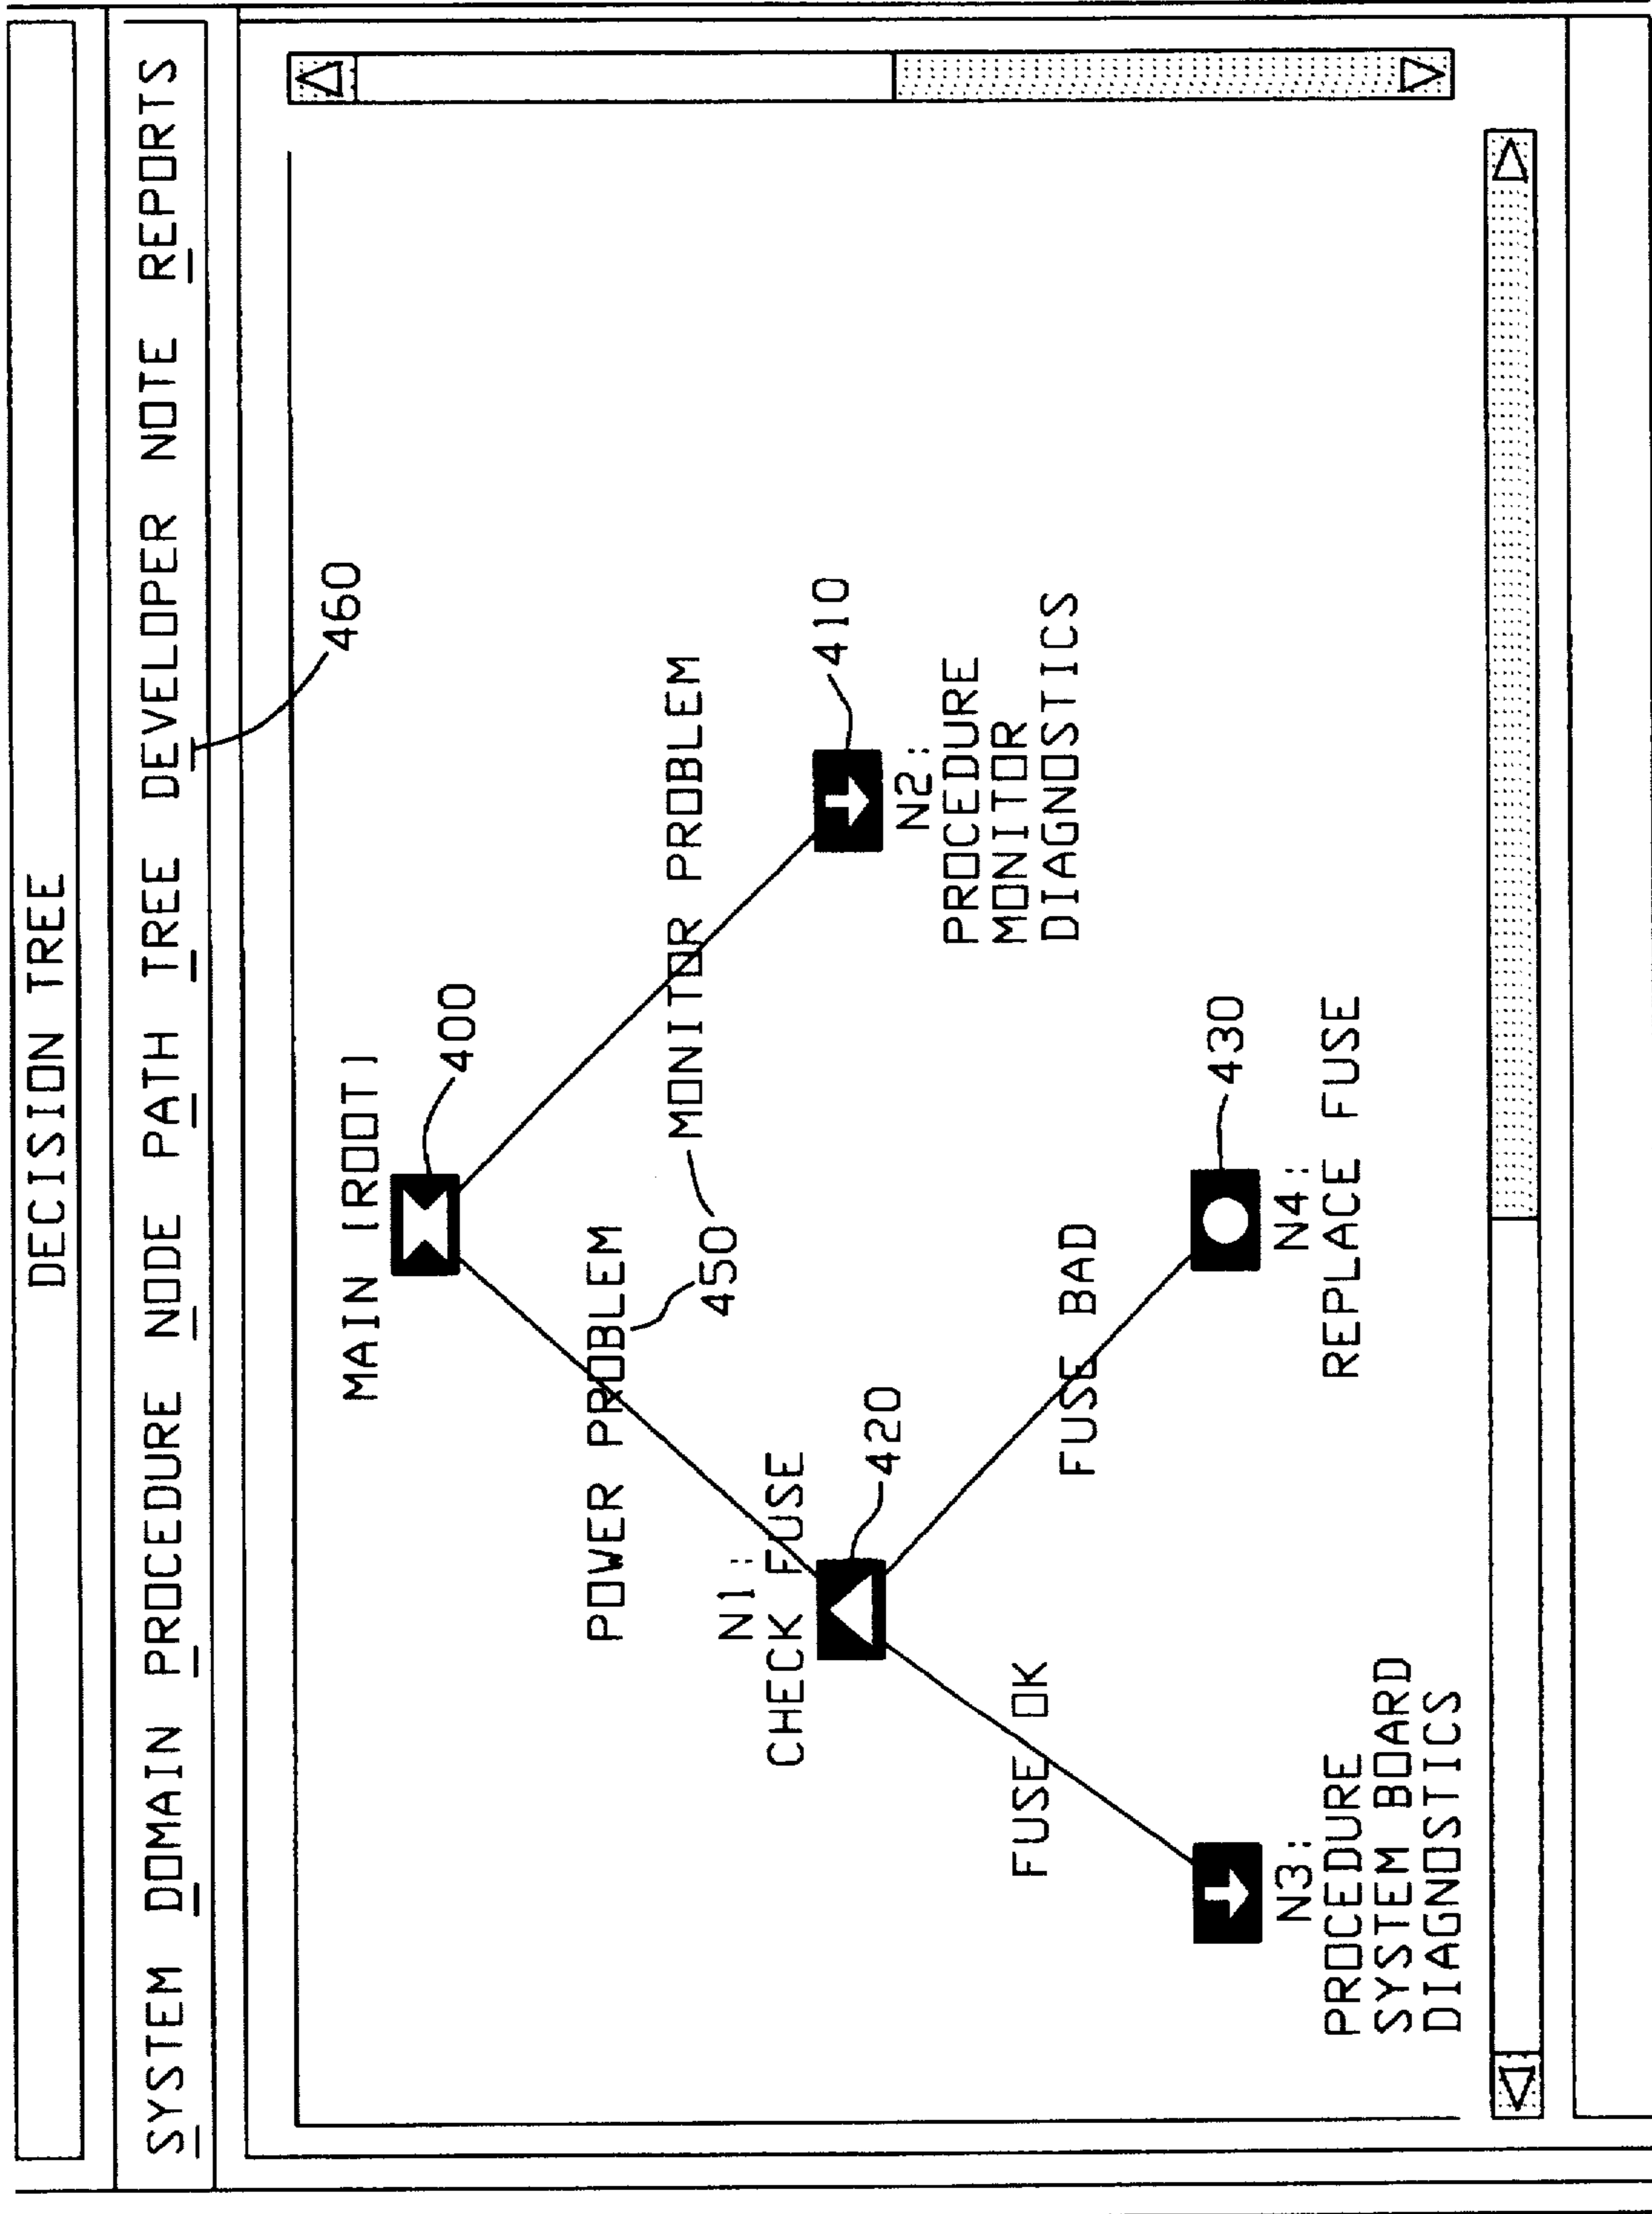 DECISION TREE
SYSTEM DOMAIN PROCEDURE NODE PATH TREE DEVELOPER NOTE REPORTS
460
MAIN (ROOT)
400
POWER PROBLEM
450
MONITOR PROBLEM
N1:
CHECK FUSE
420
410
N2:
PROCEDURE
MONITOR
DIAGNOSTICS
FUSE OK
FUSE BAD
430
N3:
PROCEDURE
SYSTEM BOARD
DIAGNOSTICS
N4:
REPLACE FUSE